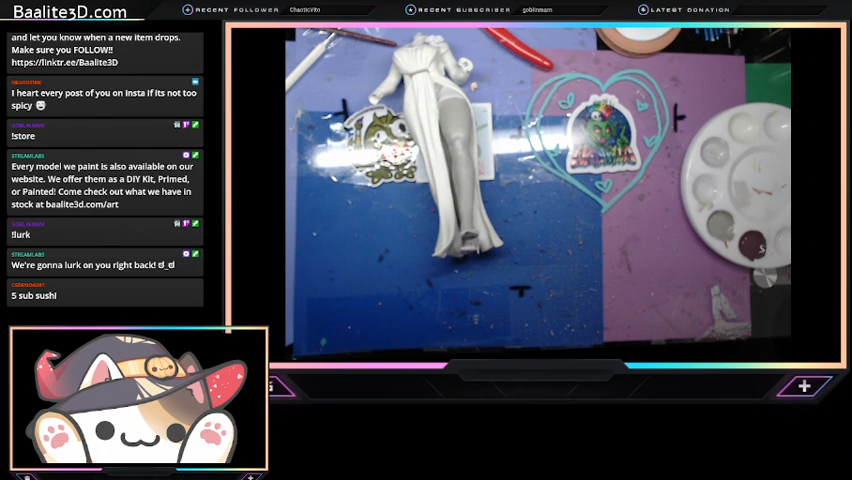 Baalite3D.com
RECENT FOLLOWER ChaoticVito
RECENT SUBSCRIBER goblinmam
LATEST DONATION
and let you know when a new item drops.
Make sure you FOLLOW!!
https://linktr.ee/Baalite3D
I heart every post of you on Insta if its not too
spicy
!store
STREAMLABS
Every model we paint is also available on our
website. We offer them as a DIY Kit, Primed,
or Painted! Come check out what we have in
stock at baalite3d.com/art
!lurk
STREAMLABS
We're gonna lurk on you right back! ಠ_ಠ
5 sub sushi